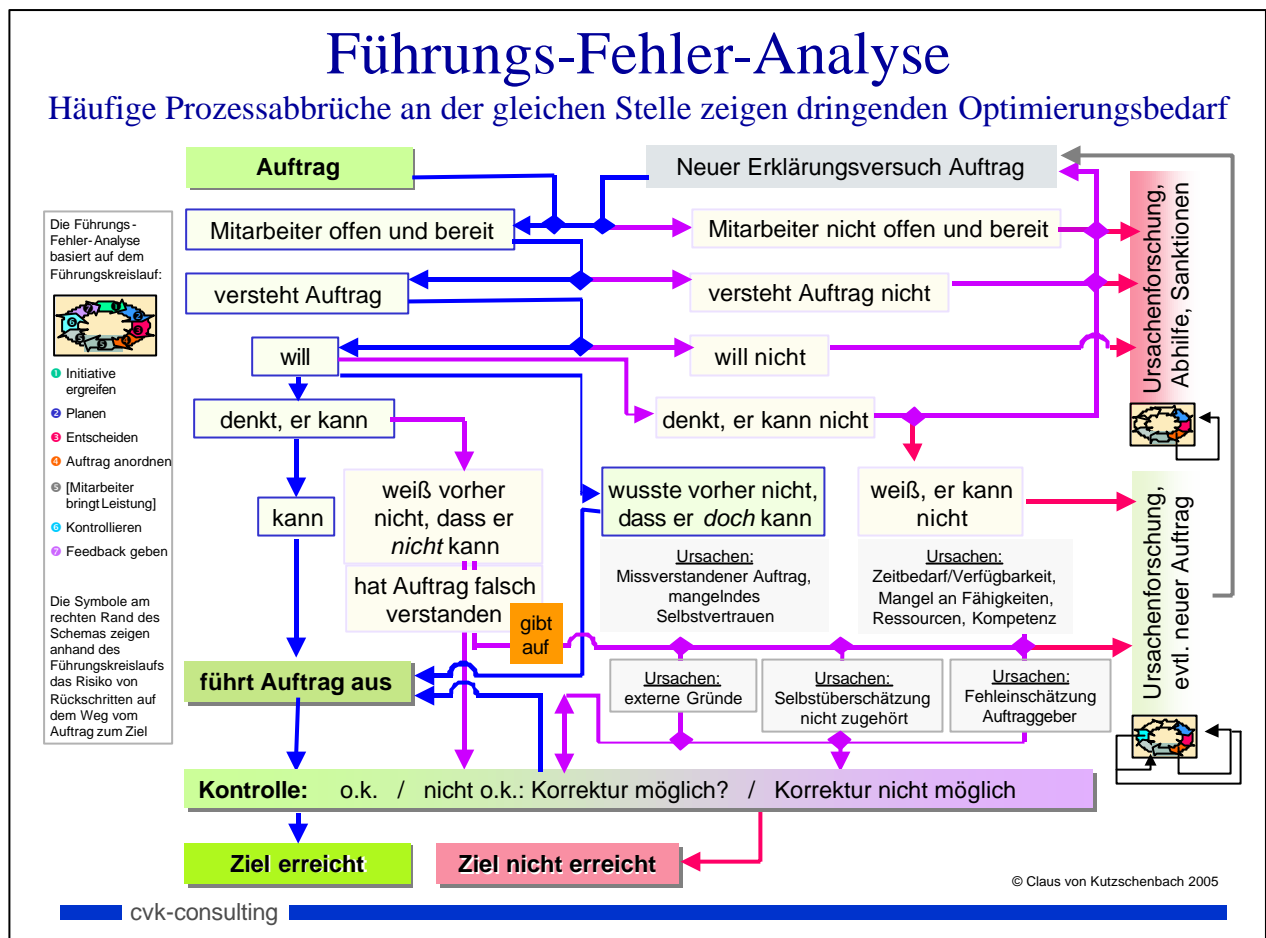 Führungs-Fehler-Analyse
Häufige Prozessabbrüche an der gleichen Stelle zeigen dringenden Optimierungsbedarf
Auftrag
Neuer Erklärungsversuch Auftrag
Mitarbeiter offen und bereit
Mitarbeiter nicht offen und bereit
versteht Auftrag
versteht Auftrag nicht
will
will nicht
denkt, er kann
denkt, er kann nicht
kann
weiß vorher
nicht, dass er
nicht kann
hat Auftrag falsch
verstanden
gibt
auf
wusste vorher nicht,
dass er doch kann
Ursachen:
Missverstandener Auftrag,
mangelndes
Selbstvertrauen
weiß, er kann
nicht
Ursachen:
Zeitbedarf/Verfügbarkeit,
Mangel an Fähigkeiten,
Ressourcen, Kompetenz
führt Auftrag aus
Ursachen:
externe Gründe
Ursachen:
Selbstüberschätzung
nicht zugehört
Ursachen:
Fehleinschätzung
Auftraggeber
Kontrolle: o.k. / nicht o.k.: Korrektur möglich? / Korrektur nicht möglich
Ziel erreicht
Ziel nicht erreicht
Ursachenforschung,
Abhilfe, Sanktionen
Ursachenforschung,
evtl. neuer Auftrag
Die Führungs-
Fehler-Analyse
basiert auf dem
Führungskreislauf:
1 Initiative
ergreifen
2 Planen
3 Entscheiden
4 Auftrag anordnen
5 [Mitarbeiter
bringt Leistung]
6 Kontrollieren
7 Feedback geben
Die Symbole am
rechten Rand des
Schemas zeigen
anhand des
Führungskreislaufs
das Risiko von
Rückschritten auf
dem Weg vom
Auftrag zum Ziel
© Claus von Kutzschenbach 2005
cvk-consulting